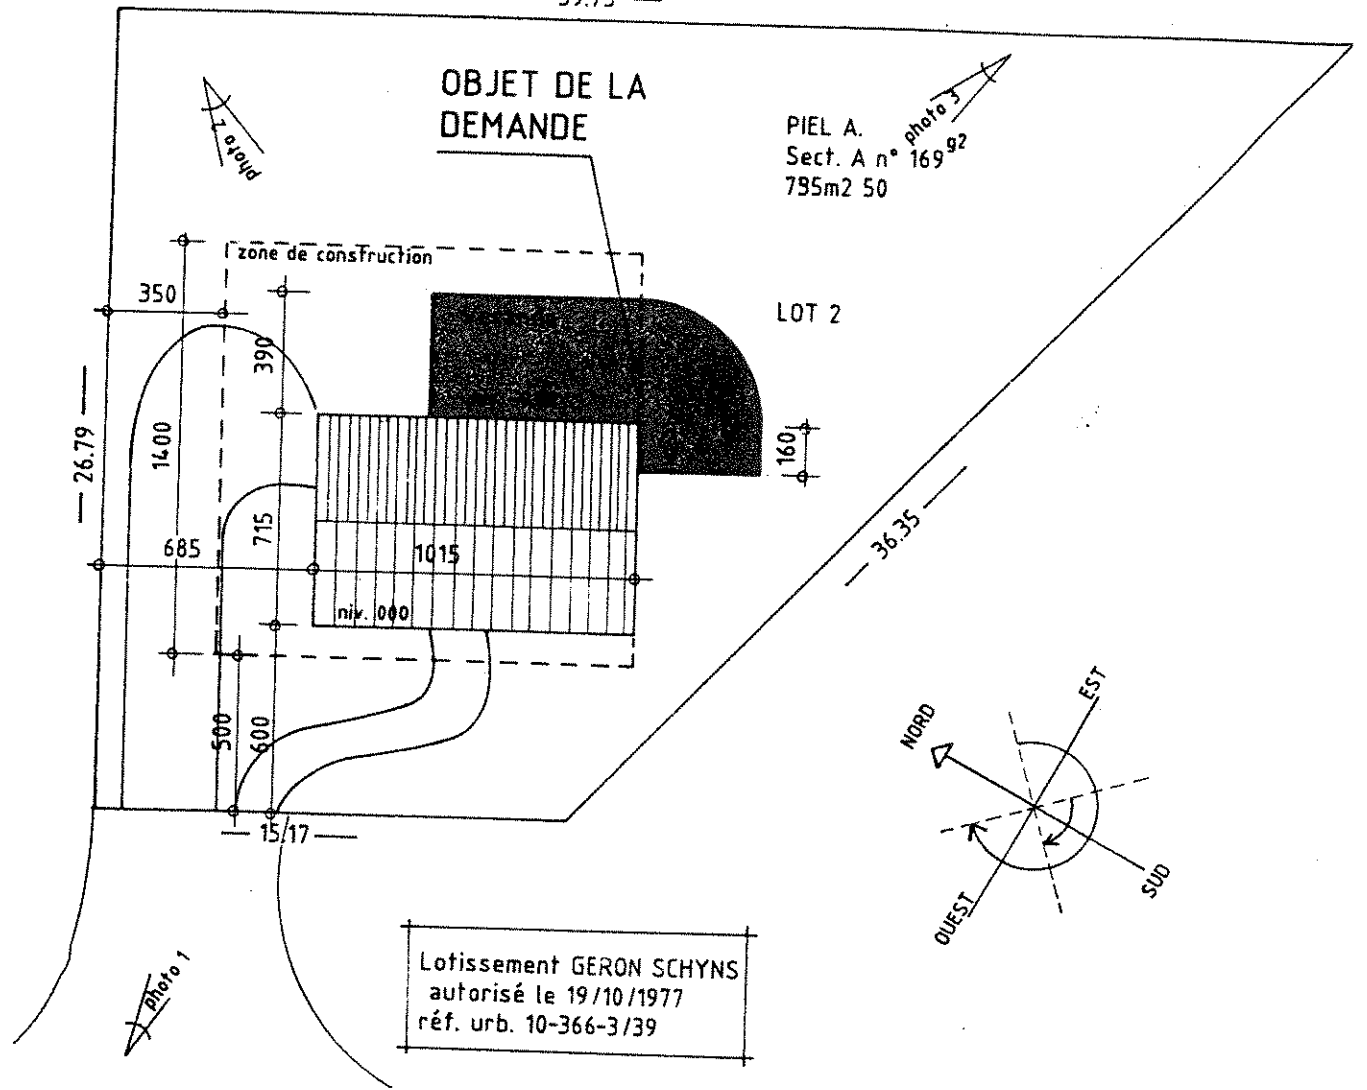 OBJET DE LA
DEMANDE
PIEL A.
Sect. A n° 169 g2
795m2 50
photo 3
photo 2
zone de construction
350
390
LOT 2
26.79
1400
160
715
685
1015
36.35
niv. 000
500
600
15.17
NORD
EST
OUEST
SUD
photo 1
Lotissement GERON SCHYNS
autorisé le 19/10/1977
réf. urb. 10-366-3/39